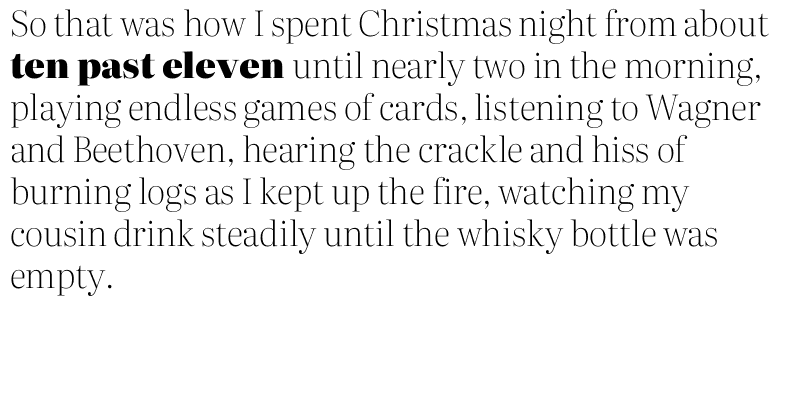 So that was how I spent Christmas night from about
ten past eleven until nearly two in the morning,
playing endless games of cards, listening to Wagner
and Beethoven, hearing the crackle and hiss of
burning logs as I kept up the fire, watching my
cousin drink steadily until the whisky bottle was
empty.